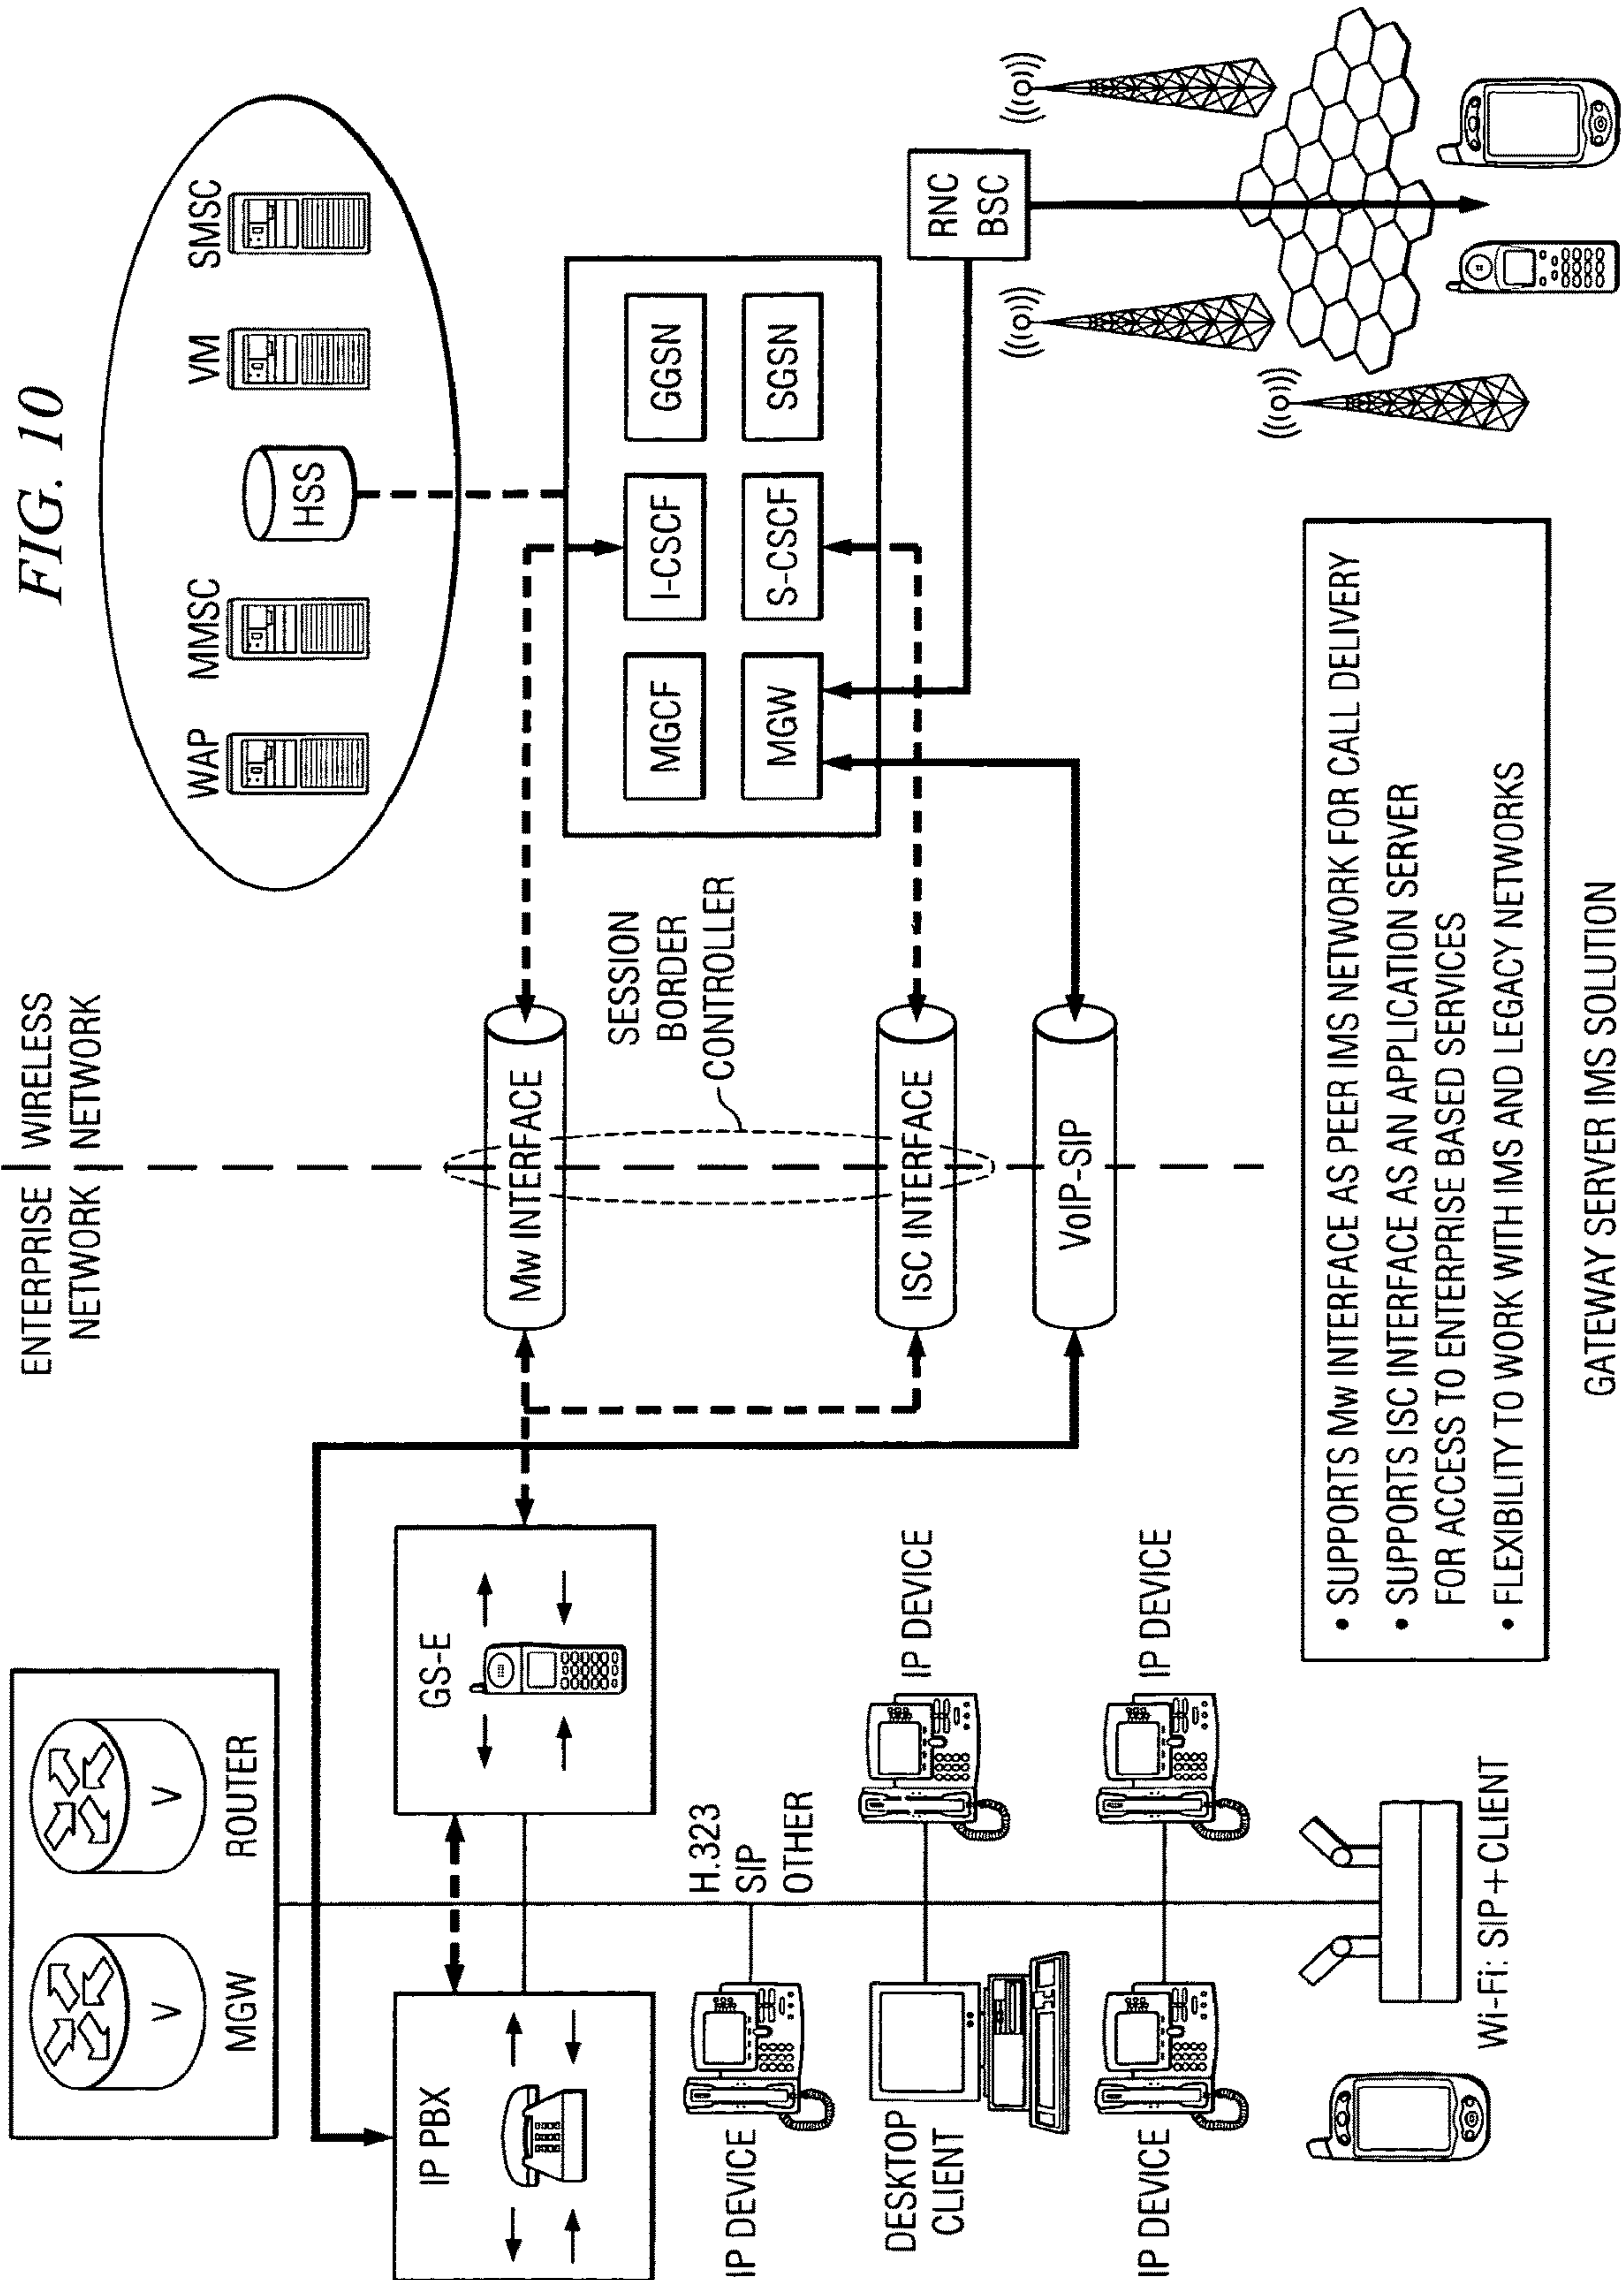 FIG. 10
ENTERPRISE
NETWORK
WIRELESS
NETWORK
MGW
V
ROUTER
V
WAP
MMSC
HSS
VM
SMSC
IP PBX
GS-E
Mw INTERFACE
SESSION
BORDER
CONTROLLER
MGCF
I-CSCF
GGSN
MGW
S-CSCF
SGSN
ISC INTERFACE
VoIP-SIP
RNC
BSC
H.323
SIP
OTHER
IP DEVICE
IP DEVICE
DESKTOP
CLIENT
IP DEVICE
IP DEVICE
Wi-Fi: SIP+CLIENT
• SUPPORTS Mw INTERFACE AS PEER IMS NETWORK FOR CALL DELIVERY
• SUPPORTS ISC INTERFACE AS AN APPLICATION SERVER
FOR ACCESS TO ENTERPRISE BASED SERVICES
• FLEXIBILITY TO WORK WITH IMS AND LEGACY NETWORKS
GATEWAY SERVER IMS SOLUTION